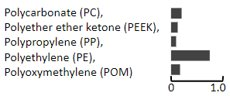 Polycarbonate (PC),
Polyether ether ketone (PEEK),
Polypropylene (PP),
Polyethylene (PE),
Polyoxymethylene (POM)
0 1.0